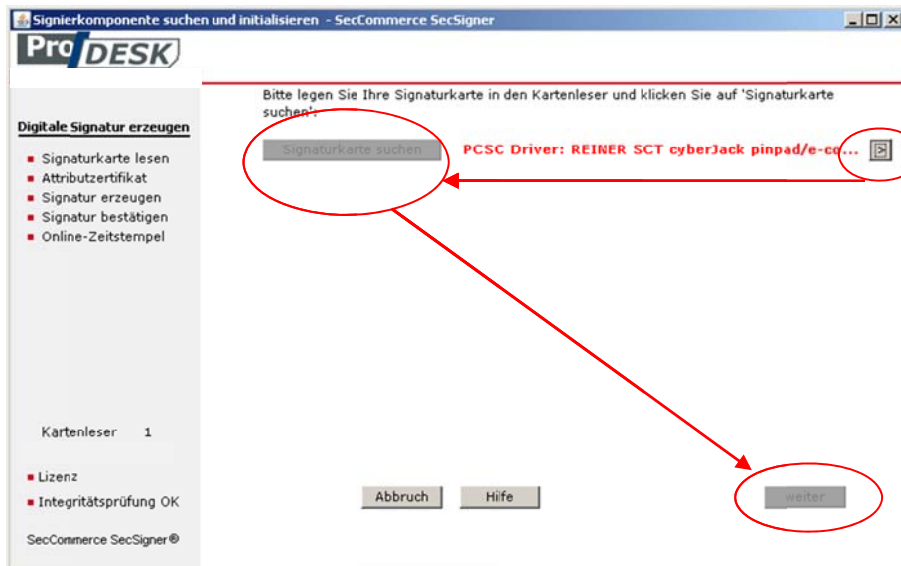 Signierkomponente suchen und initialisieren - SecCommerce SecSigner
Pro DESK
Bitte legen Sie Ihre Signaturkarte in den Kartenleser und klicken Sie auf 'Signaturkarte
suchen'.
Digitale Signatur erzeugen
Signaturkarte suchen PCSC Driver: REINER SCT cyberJack pinpad/e-co... >
Signaturkarte lesen
Attributzertifikat
Signatur erzeugen
Signatur bestätigen
Online-Zeitstempel
Kartenleser 1
Lizenz
Integritätsprüfung OK
Abbruch Hilfe weiter
SecCommerce SecSigner®